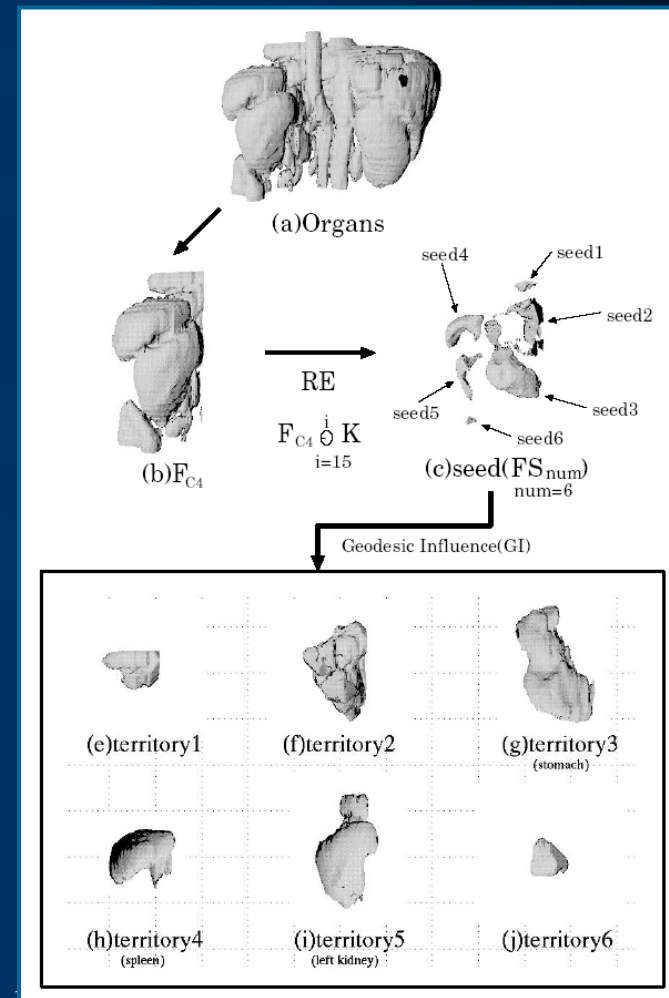 (a)Organs
seed4
seed1
seed2
RE
seed5
seed3
F_C4 ⊖ K
i
i=15
seed6
(b)F_C4
(c)seed(FS_num)
num=6
Geodesic Influence(GI)
(e)territory1
(f)territory2
(g)territory3
(stomach)
(h)territory4
(i)territory5
(j)territory6
(spleen)
(left kidney)